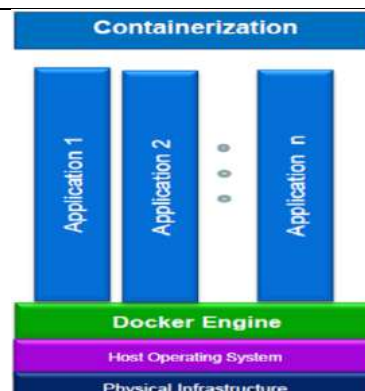 Containerization
Application 1
Application 2
Application n
Docker Engine
Host Operating System
Physical Infrastructure